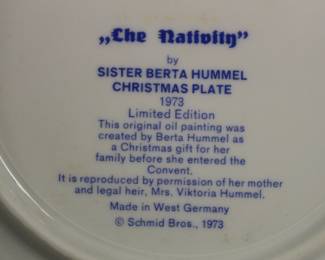 „The Nativity"
by
SISTER BERTA HUMMEL
CHRISTMAS PLATE
1973
Limited Edition
This original oil painting was
created by Berta Hummel as
a Christmas gift for her
family before she entered the
Convent.
It is reproduced by permission of her mother
and legal heir, Mrs. Viktoria Hummel.
Made in West Germany
© Schmid Bros., 1973